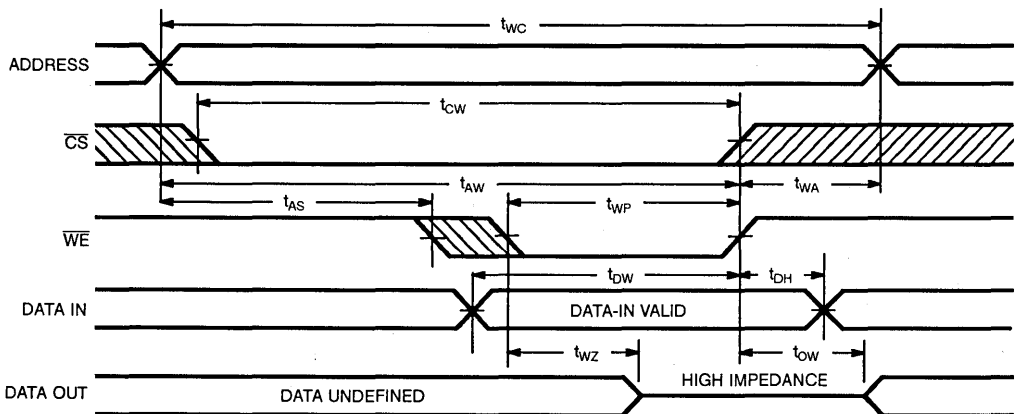 tWC
ADDRESS
tCW
CS
tAW
tWA
tAS
tWP
WE
tDW
tDH
DATA IN
DATA-IN VALID
tWZ
tOW
DATA OUT
DATA UNDEFINED
HIGH IMPEDANCE